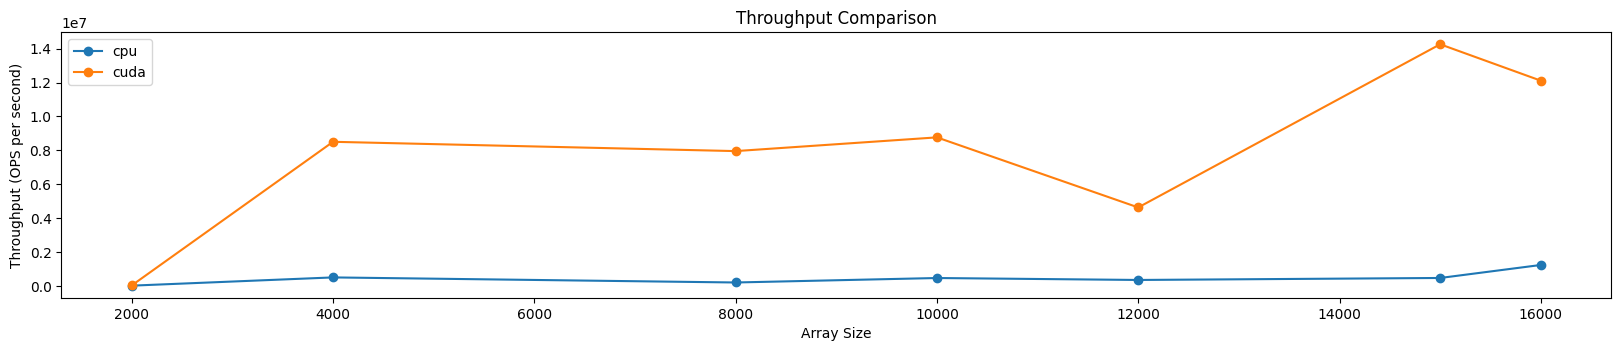 Throughput Comparison
1e7
cpu
cuda
Throughput (OPS per second)
1.4
1.2
1.0
0.8
0.6
0.4
0.2
0.0
2000 4000 6000 8000 10000 12000 14000 16000
Array Size